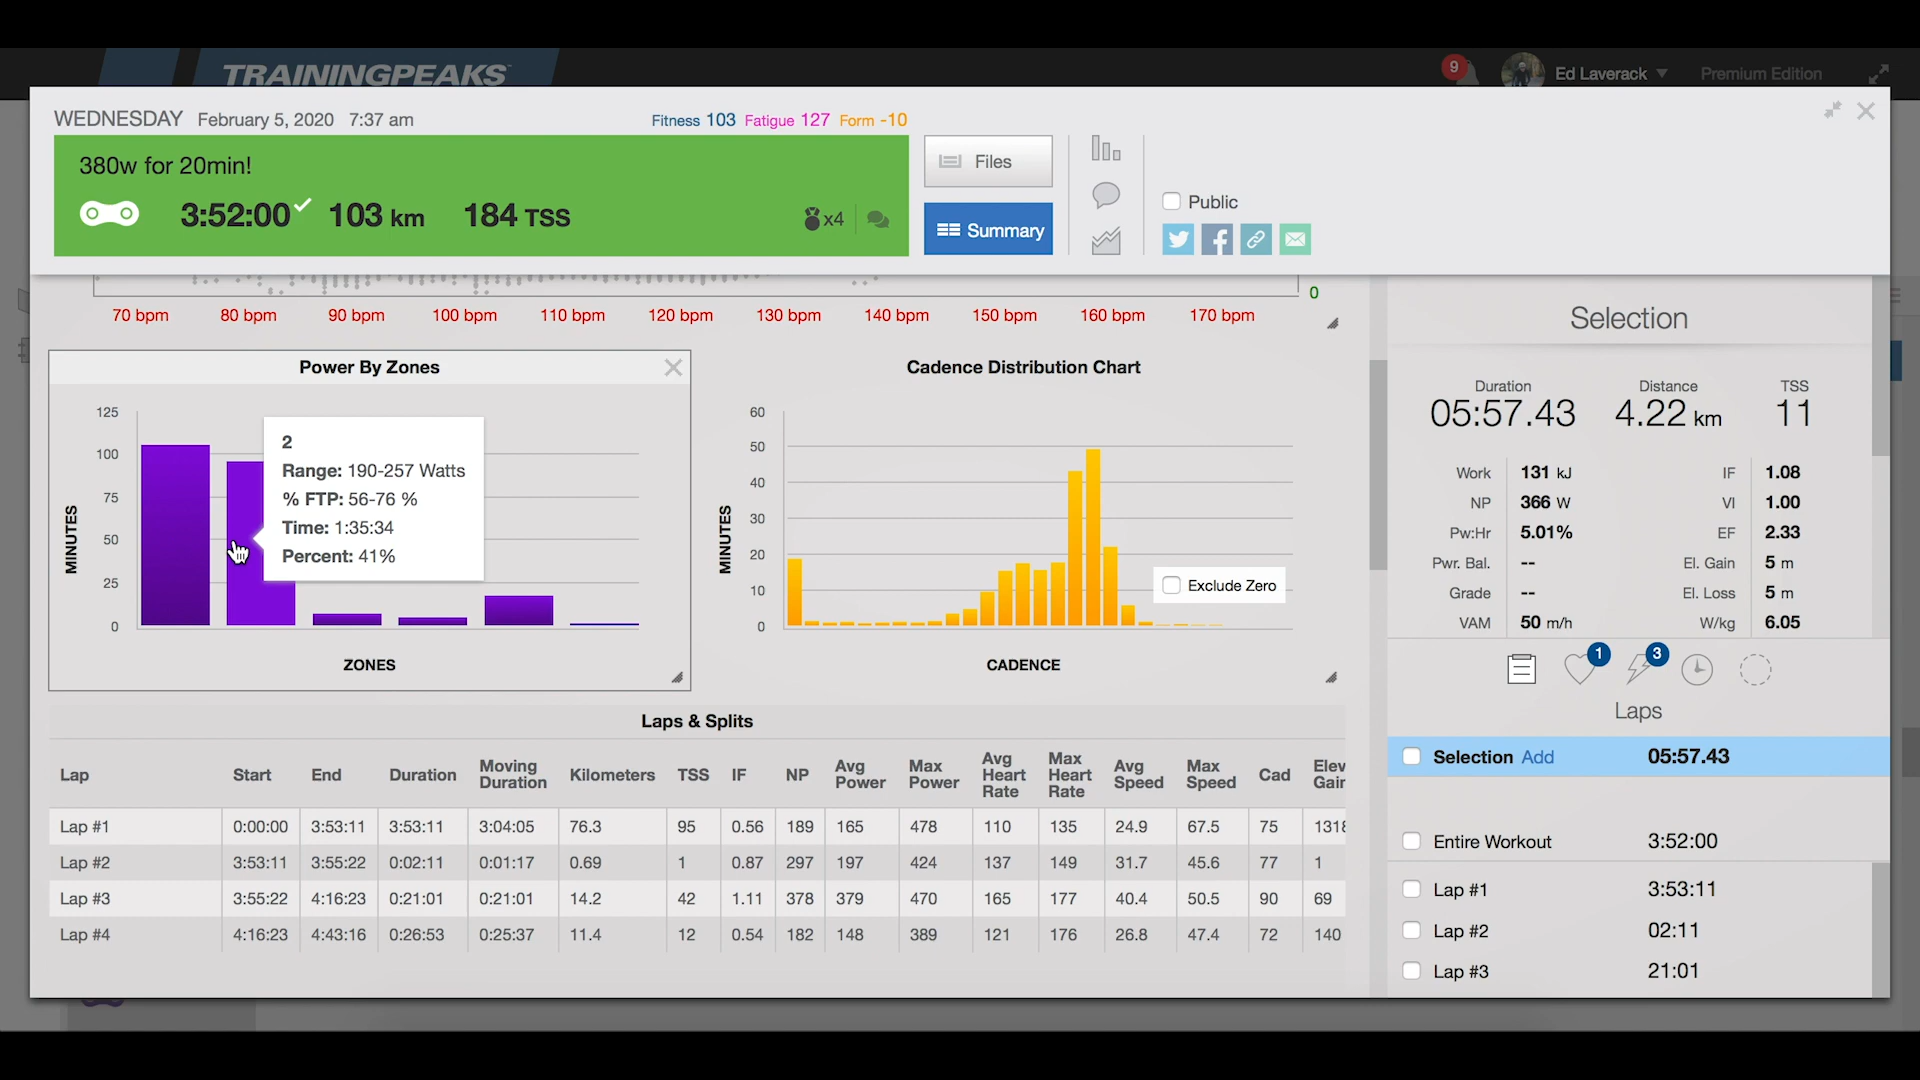 TRAININGPEAKS
9
Ed Laverack
Premium Edition
WEDNESDAY February 5, 2020 7:37 am
Fitness 103 Fatigue 127 Form -10
380w for 20min!
3:52:00 103 km 184 TSS
x4
Files
Summary
Public
0
70 bpm 80 bpm 90 bpm 100 bpm 110 bpm 120 bpm 130 bpm 140 bpm 150 bpm 160 bpm 170 bpm
Power By Zones
125
100
75
50
25
0
MINUTES
ZONES
2
Range: 190-257 Watts
% FTP: 56-76 %
Time: 1:35:34
Percent: 41%
Cadence Distribution Chart
60
50
40
30
20
10
0
MINUTES
CADENCE
Exclude Zero
Laps & Splits
Lap Start End Duration Moving Duration Kilometers TSS IF NP Avg Power Max Power Avg Heart Rate Max Heart Rate Avg Speed Max Speed Cad Elev Gair
Lap #1 0:00:00 3:53:11 3:53:11 3:04:05 76.3 95 0.56 189 165 478 110 135 24.9 67.5 75 1318
Lap #2 3:53:11 3:55:22 0:02:11 0:01:17 0.69 1 0.87 297 197 424 137 149 31.7 45.6 77 1
Lap #3 3:55:22 4:16:23 0:21:01 0:21:01 14.2 42 1.11 378 379 470 165 177 40.4 50.5 90 69
Lap #4 4:16:23 4:43:16 0:26:53 0:25:37 11.4 12 0.54 182 148 389 121 176 26.8 47.4 72 140
Selection
Duration Distance TSS
05:57.43 4.22 km 11
Work 131 kJ IF 1.08
NP 366 W VI 1.00
Pw:Hr 5.01% EF 2.33
Pwr. Bal. -- El. Gain 5 m
Grade -- El. Loss 5 m
VAM 50 m/h W/kg 6.05
1 3
Laps
Selection Add 05:57.43
Entire Workout 3:52:00
Lap #1 3:53:11
Lap #2 02:11
Lap #3 21:01